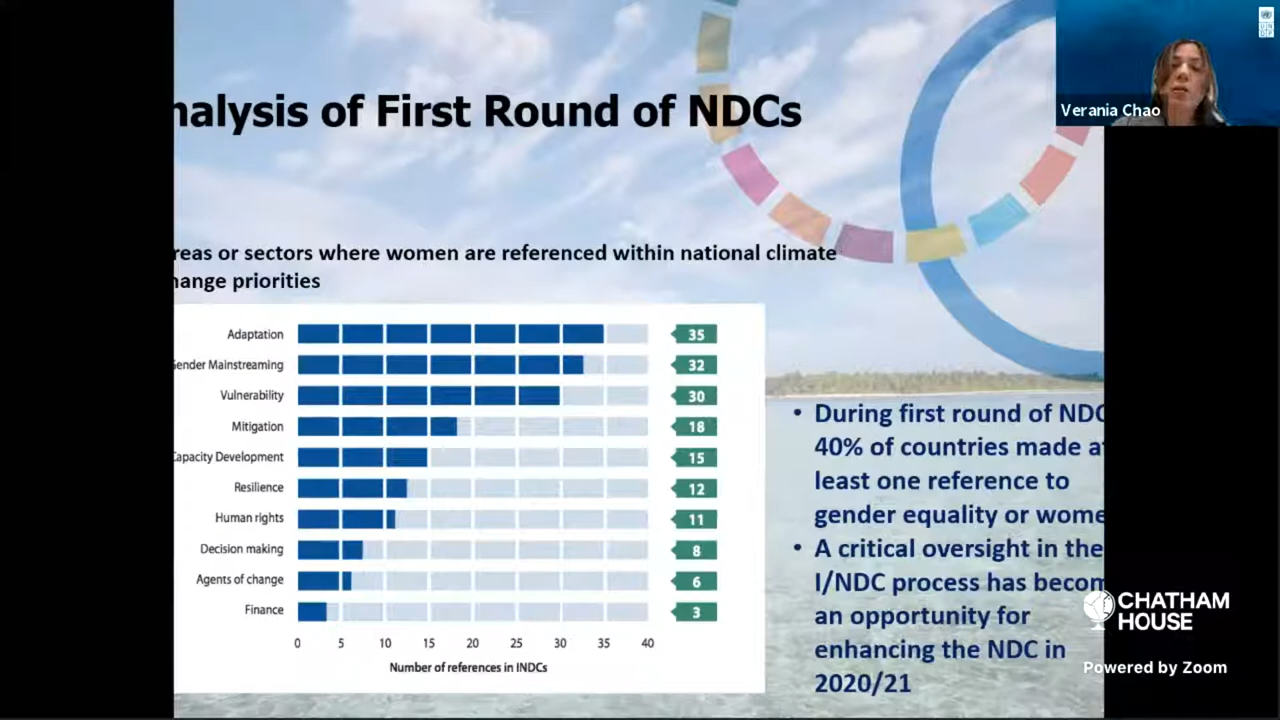 nalysis of First Round of NDCs
Verania Chao
UN
DP
reas or sectors where women are referenced within national climate
hange priorities
Adaptation 35
Gender Mainstreaming 32
Vulnerability 30
Mitigation 18
Capacity Development 15
Resilience 12
Human rights 11
Decision making 8
Agents of change 6
Finance 3
0 5 10 15 20 25 30 35 40
Number of references in INDCs
• During first round of NDC
40% of countries made at
least one reference to
gender equality or wome
• A critical oversight in the
I/NDC process has becom
an opportunity for
enhancing the NDC in
2020/21
CHATHAM
HOUSE
Powered by Zoom